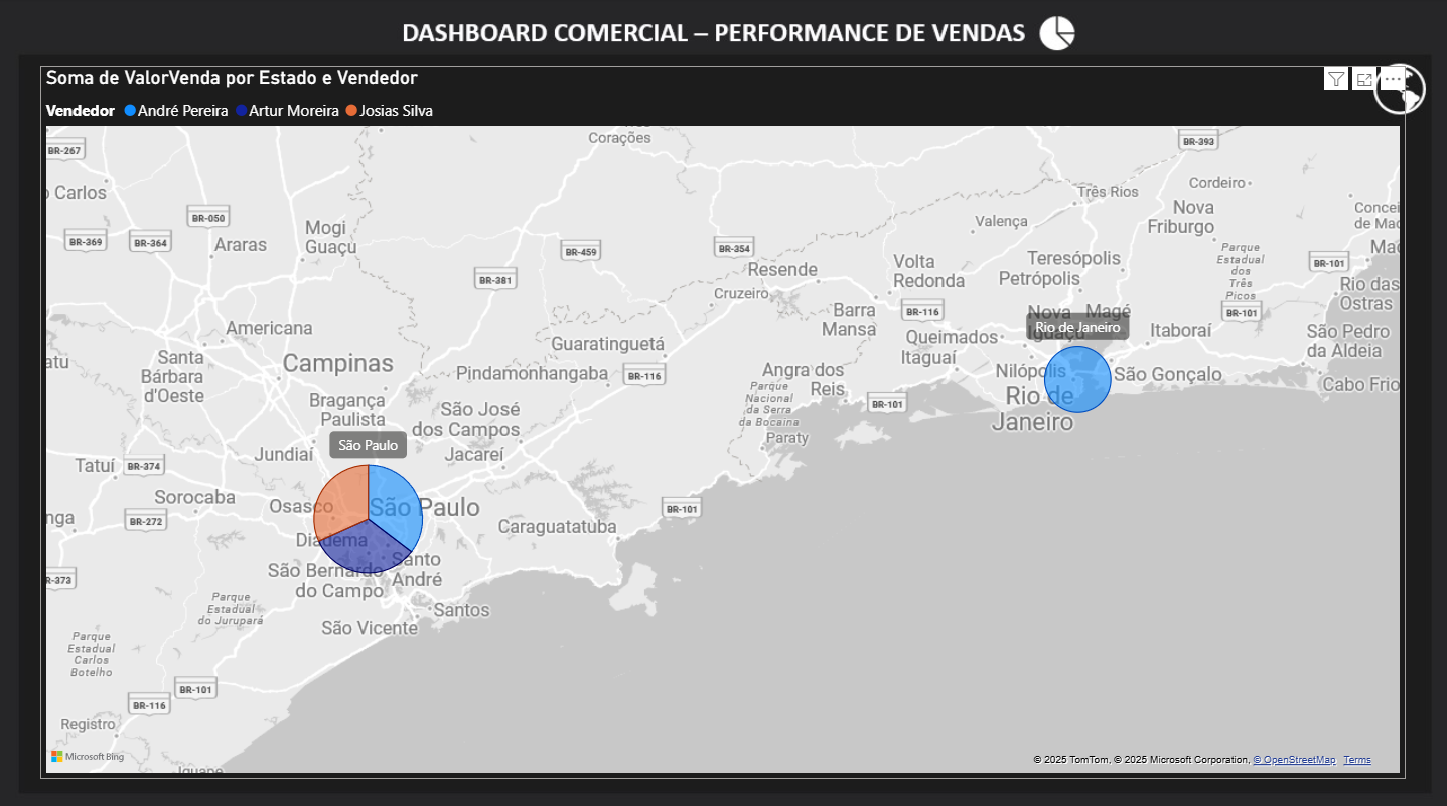 DASHBOARD COMERCIAL – PERFORMANCE DE VENDAS
Soma de ValorVenda por Estado e Vendedor
Vendedor André Pereira Artur Moreira Josias Silva
Corações
BR-393
BR-267
Carlos
Três Rios
Cordeiro
BR-050
Mogi
Guaçu
Valença
Nova
Friburgo
BR-369
BR-364
Araras
BR-459
BR-354
Parque
Estadual
dos
Três
Picos
BR-381
Resende
Volta
Redonda
Teresópolis
Petrópolis
BR-101
Rio das
Ostras
Cruzeiro
Barra
Mansa
BR-116
Nova
Iguaçu
Magé
BR-101
Rio de Janeiro
Americana
Queimados
Itaguaí
Itaboraí
São Pedro
da Aldeia
Santa
Bárbara
d'Oeste
Campinas
Guaratinguetá
Pindamonhangaba
BR-116
Angra dos
Reis
Nilópolis
São Gonçalo
Cabo Frio
Parque
Nacional
da Serra
da Bocaina
BR-101
Rio de
Janeiro
Bragança
Paulista
São José
dos Campos
Paraty
São Paulo
Jundiaí
Jacareí
Tatuí
BR-374
Sorocaba
Osasco
São Paulo
BR-101
BR-272
Caraguatatuba
Diadema
Santo
André
São Bernardo
do Campo
BR-373
Parque
Estadual
do Jurupará
Santos
São Vicente
Parque
Estadual
Carlos
Botelho
BR-101
BR-116
Registro
Microsoft Bing
© 2025 TomTom, © 2025 Microsoft Corporation, © OpenStreetMap Terms